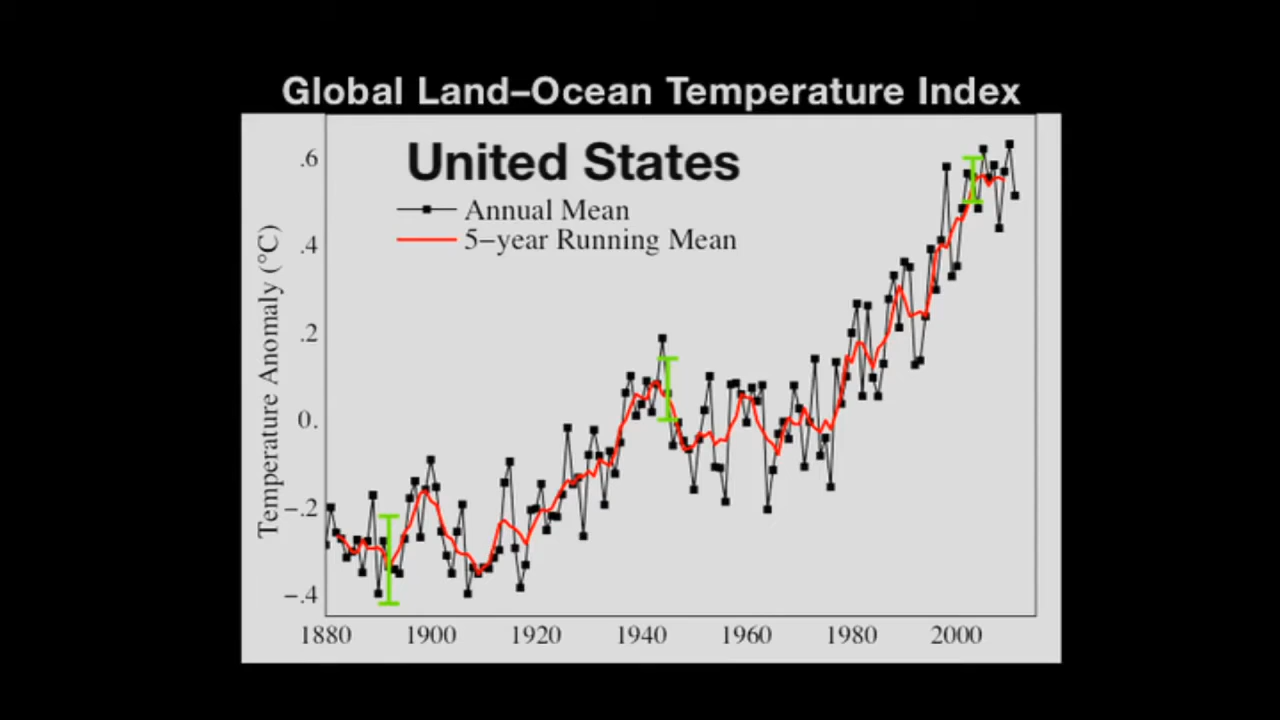 Global Land–Ocean Temperature Index
United States
Annual Mean
5−year Running Mean
Temperature Anomaly (°C)
.6
.4
.2
0.
−.2
−.4
1880 1900 1920 1940 1960 1980 2000